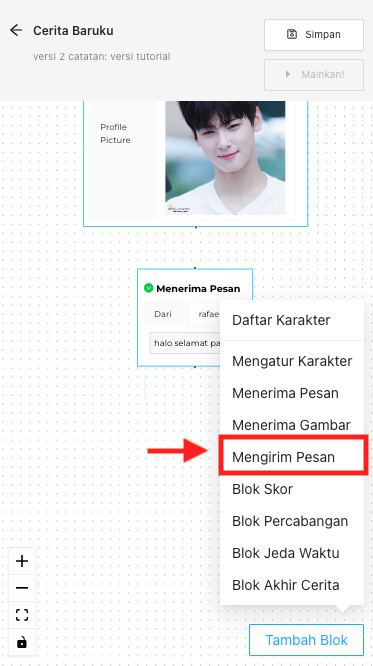 Cerita Baruku
versi 2 catatan: versi tutorial
Simpan
Mainkan!
Profile
Picture
Menerima Pesan
Dari
rafae
halo selamat pa
Daftar Karakter
Mengatur Karakter
Menerima Pesan
Menerima Gambar
Mengirim Pesan
Blok Skor
Blok Percabangan
Blok Jeda Waktu
Blok Akhir Cerita
Tambah Blok